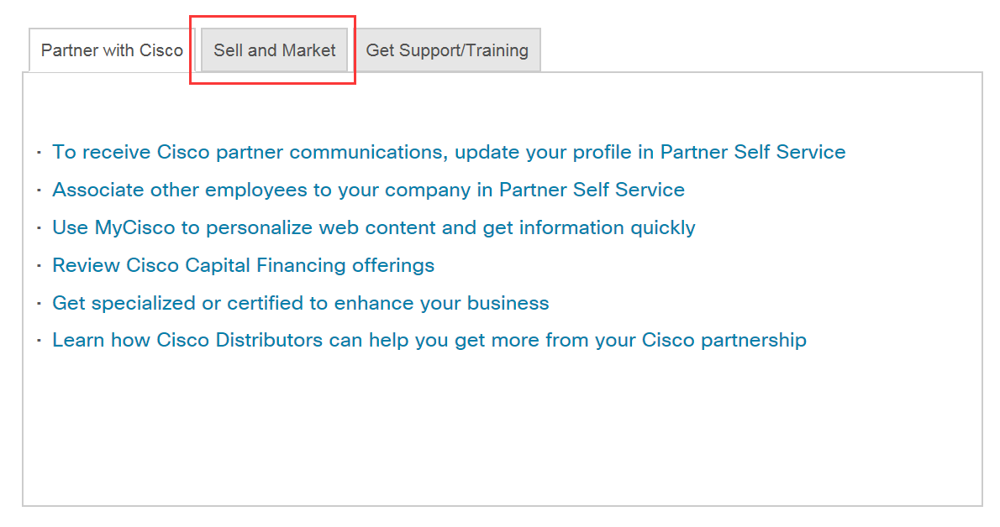 Partner with Cisco Sell and Market Get Support/Training
· To receive Cisco partner communications, update your profile in Partner Self Service
· Associate other employees to your company in Partner Self Service
· Use MyCisco to personalize web content and get information quickly
· Review Cisco Capital Financing offerings
· Get specialized or certified to enhance your business
· Learn how Cisco Distributors can help you get more from your Cisco partnership